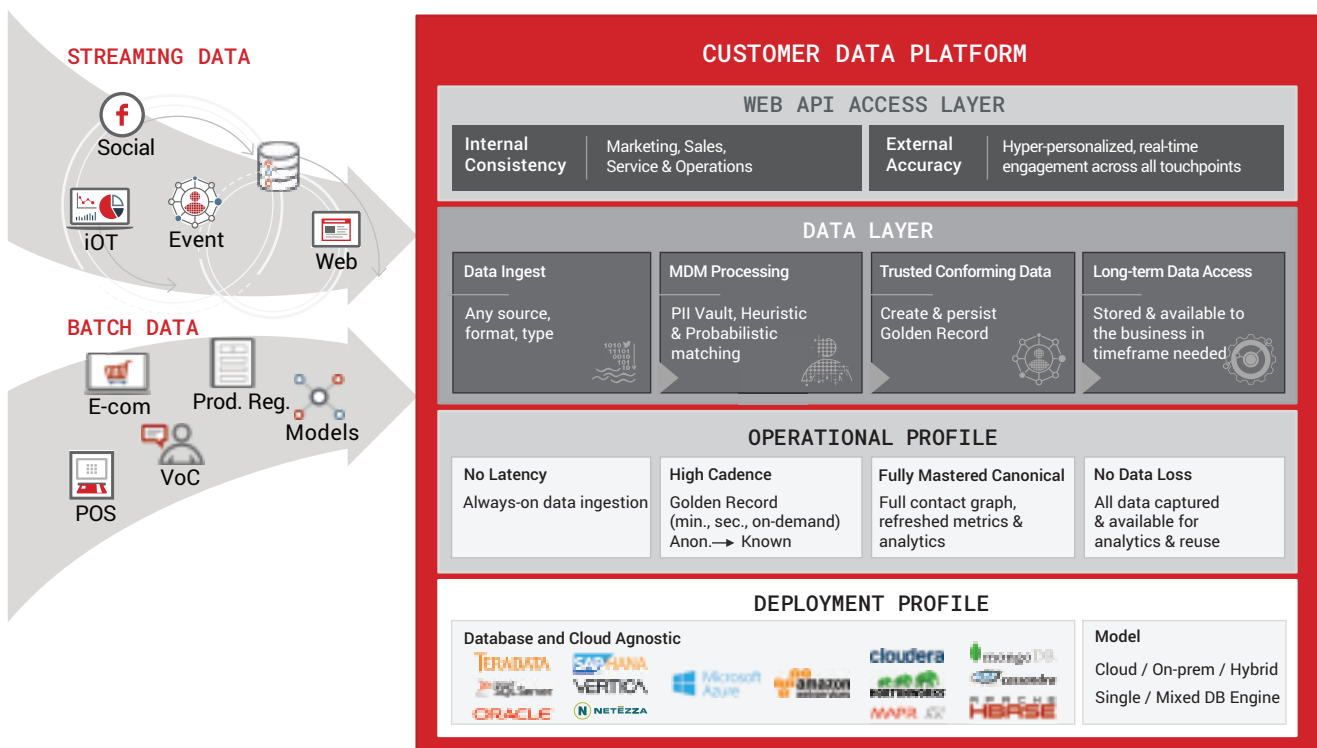 STREAMING DATA
f
Social
iOT
Event
Web
BATCH DATA
E-com
Prod. Reg.
Models
VoC
POS
CUSTOMER DATA PLATFORM
WEB API ACCESS LAYER
Internal
Consistency
Marketing, Sales,
Service & Operations
External
Accuracy
Hyper-personalized, real-time
engagement across all touchpoints
DATA LAYER
Data Ingest
Any source,
format, type
1010
11101
0010
101
10
MDM Processing
PII Vault, Heuristic
& Probabilistic
matching
Trusted Conforming Data
Create & persist
Golden Record
Long-term Data Access
Stored & available to
the business in
timeframe needed
OPERATIONAL PROFILE
No Latency
Always-on data ingestion
High Cadence
Golden Record
(min., sec., on-demand)
Anon.→ Known
Fully Mastered Canonical
Full contact graph,
refreshed metrics &
analytics
No Data Loss
All data captured
& available for
analytics & reuse
DEPLOYMENT PROFILE
Database and Cloud Agnostic
TERADATA
SAP HANA
Microsoft
Azure
amazon
cloudera
mongoDB
SQL Server
VERTICA
HORTONWORKS
cassandra
ORACLE
N NETEZZA
MAPR
APACHE
HBASE
Model
Cloud / On-prem / Hybrid
Single / Mixed DB Engine